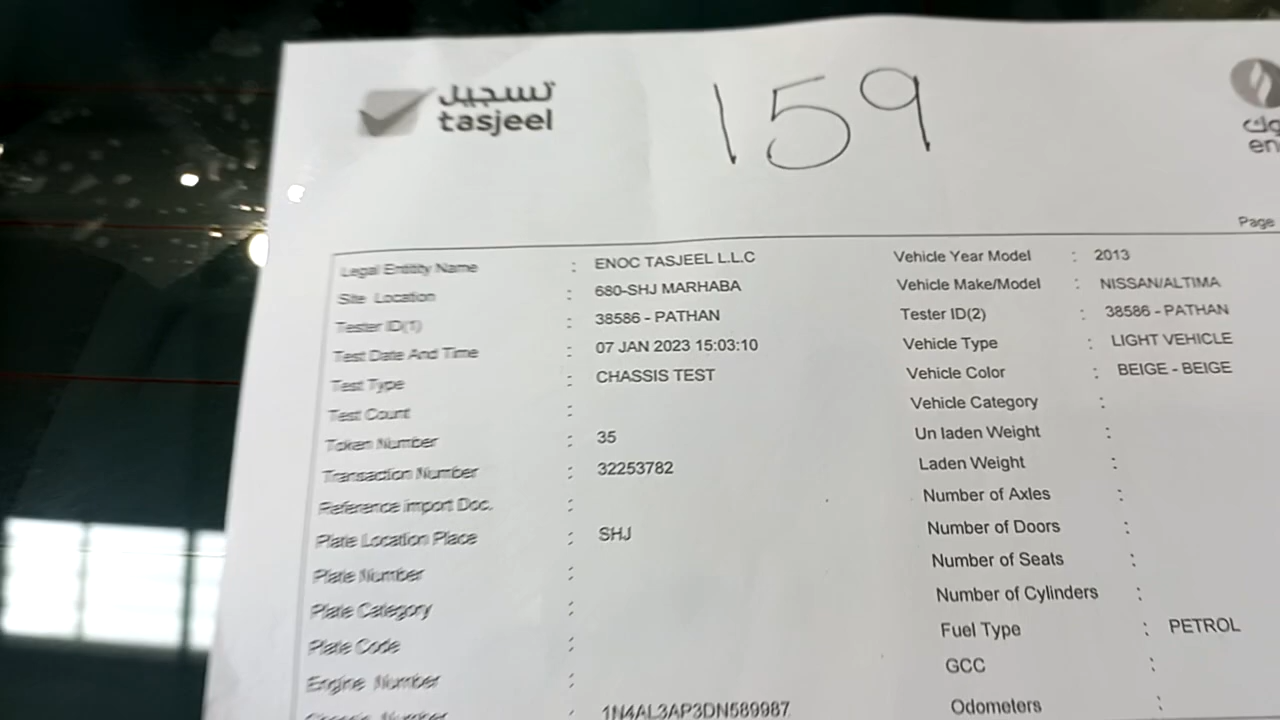 تسجيل
tasjeel
159
en
Page
Legal Entity Name : ENOC TASJEEL L.L.C
Vehicle Year Model : 2013
Site Location : 680-SHJ MARHABA
Vehicle Make/Model : NISSAN/ALTIMA
Tester ID(1) : 38586 - PATHAN
Tester ID(2) : 38586 - PATHAN
Test Date And Time : 07 JAN 2023 15:03:10
Vehicle Type : LIGHT VEHICLE
Test Type : CHASSIS TEST
Vehicle Color : BEIGE - BEIGE
Test Count :
Vehicle Category :
Token Number : 35
Un laden Weight :
Transaction Number : 32253782
Laden Weight :
Reference import Doc. :
Number of Axles :
Plate Location Place : SHJ
Number of Doors :
Plate Number :
Number of Seats :
Plate Category :
Number of Cylinders :
Plate Code :
Fuel Type : PETROL
Engine Number :
GCC :
Chassis Number : 1N4AL3AP3DN589987
Odometers :